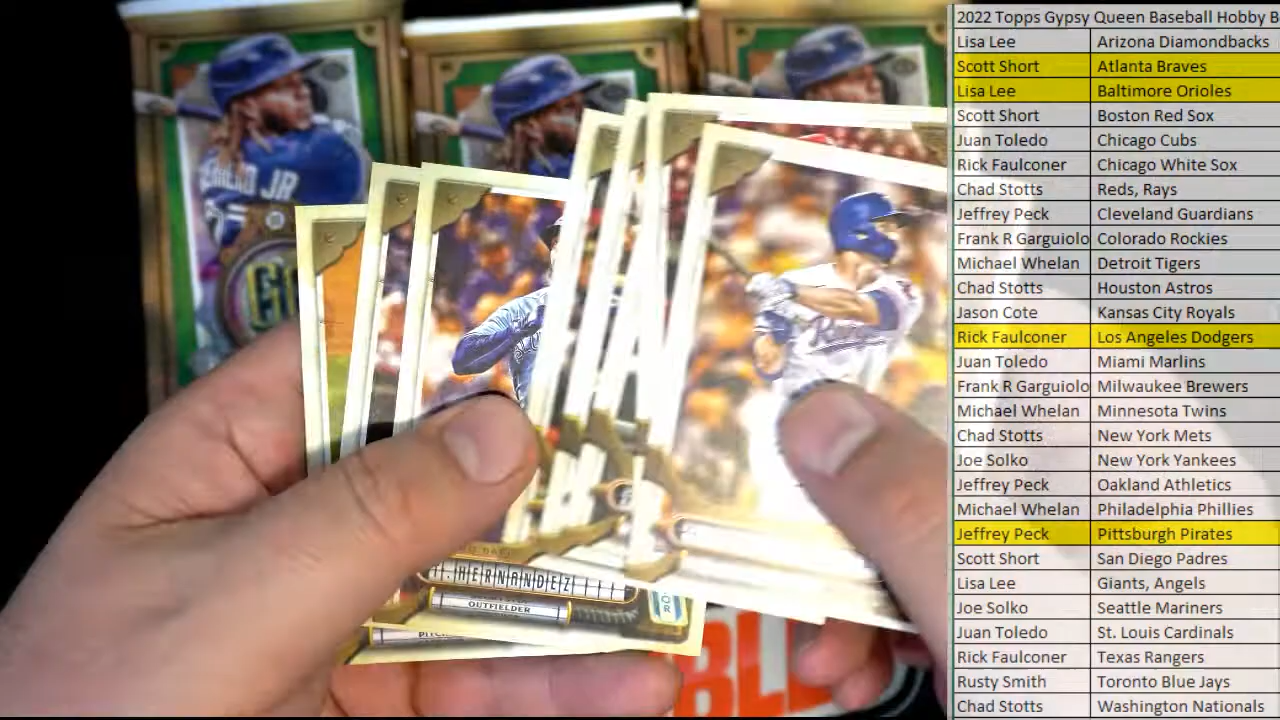 2022 Topps Gypsy Queen Baseball Hobby B
Lisa Lee Arizona Diamondbacks
Scott Short Atlanta Braves
Lisa Lee Baltimore Orioles
Scott Short Boston Red Sox
Juan Toledo Chicago Cubs
Rick Faulconer Chicago White Sox
Chad Stotts Reds, Rays
Jeffrey Peck Cleveland Guardians
Frank R Garguiolo Colorado Rockies
Michael Whelan Detroit Tigers
Chad Stotts Houston Astros
Jason Cote Kansas City Royals
Rick Faulconer Los Angeles Dodgers
Juan Toledo Miami Marlins
Frank R Garguiolo Milwaukee Brewers
Michael Whelan Minnesota Twins
Chad Stotts New York Mets
Joe Solko New York Yankees
Jeffrey Peck Oakland Athletics
Michael Whelan Philadelphia Phillies
Jeffrey Peck Pittsburgh Pirates
Scott Short San Diego Padres
Lisa Lee Giants, Angels
Joe Solko Seattle Mariners
Juan Toledo St. Louis Cardinals
Rick Faulconer Texas Rangers
Rusty Smith Toronto Blue Jays
Chad Stotts Washington Nationals
JR
HERNANDEZ
OUTFIELDER